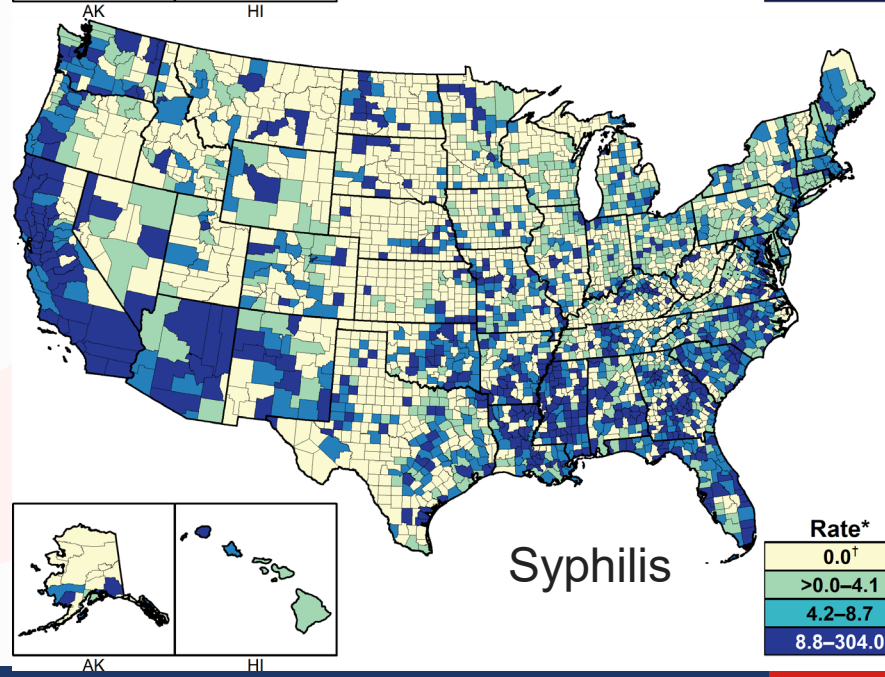 AK HI
Syphilis
Rate*
0.0†
>0.0–4.1
4.2–8.7
8.8–304.0
AK HI